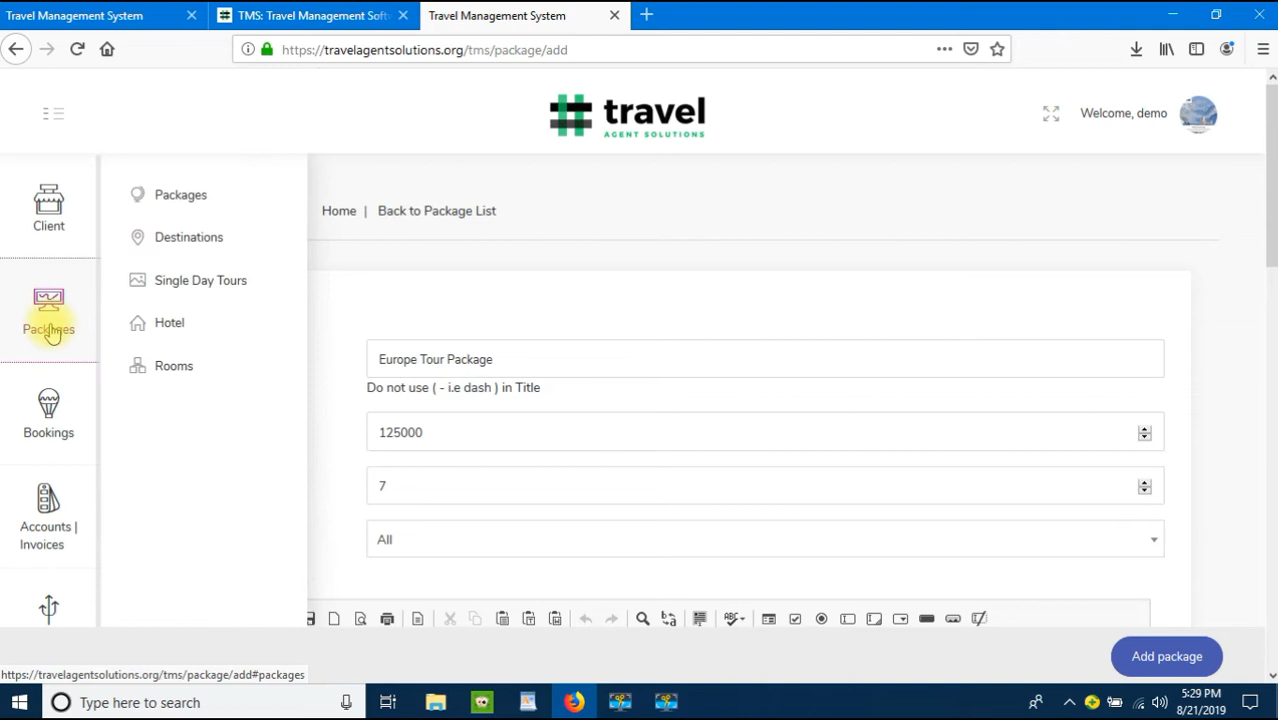 Travel Management System
TMS: Travel Management Soft
Travel Management System
https://travelagentsolutions.org/tms/package/add
travel
AGENT SOLUTIONS
Welcome, demo
Client
Packages
Bookings
Accounts |
Invoices
Packages
Destinations
Single Day Tours
Hotel
Rooms
Home | Back to Package List
Europe Tour Package
Do not use ( - i.e dash ) in Title
125000
7
All
Add package
https://travelagentsolutions.org/tms/package/add#packages
Type here to search
5:29 PM
8/21/2019